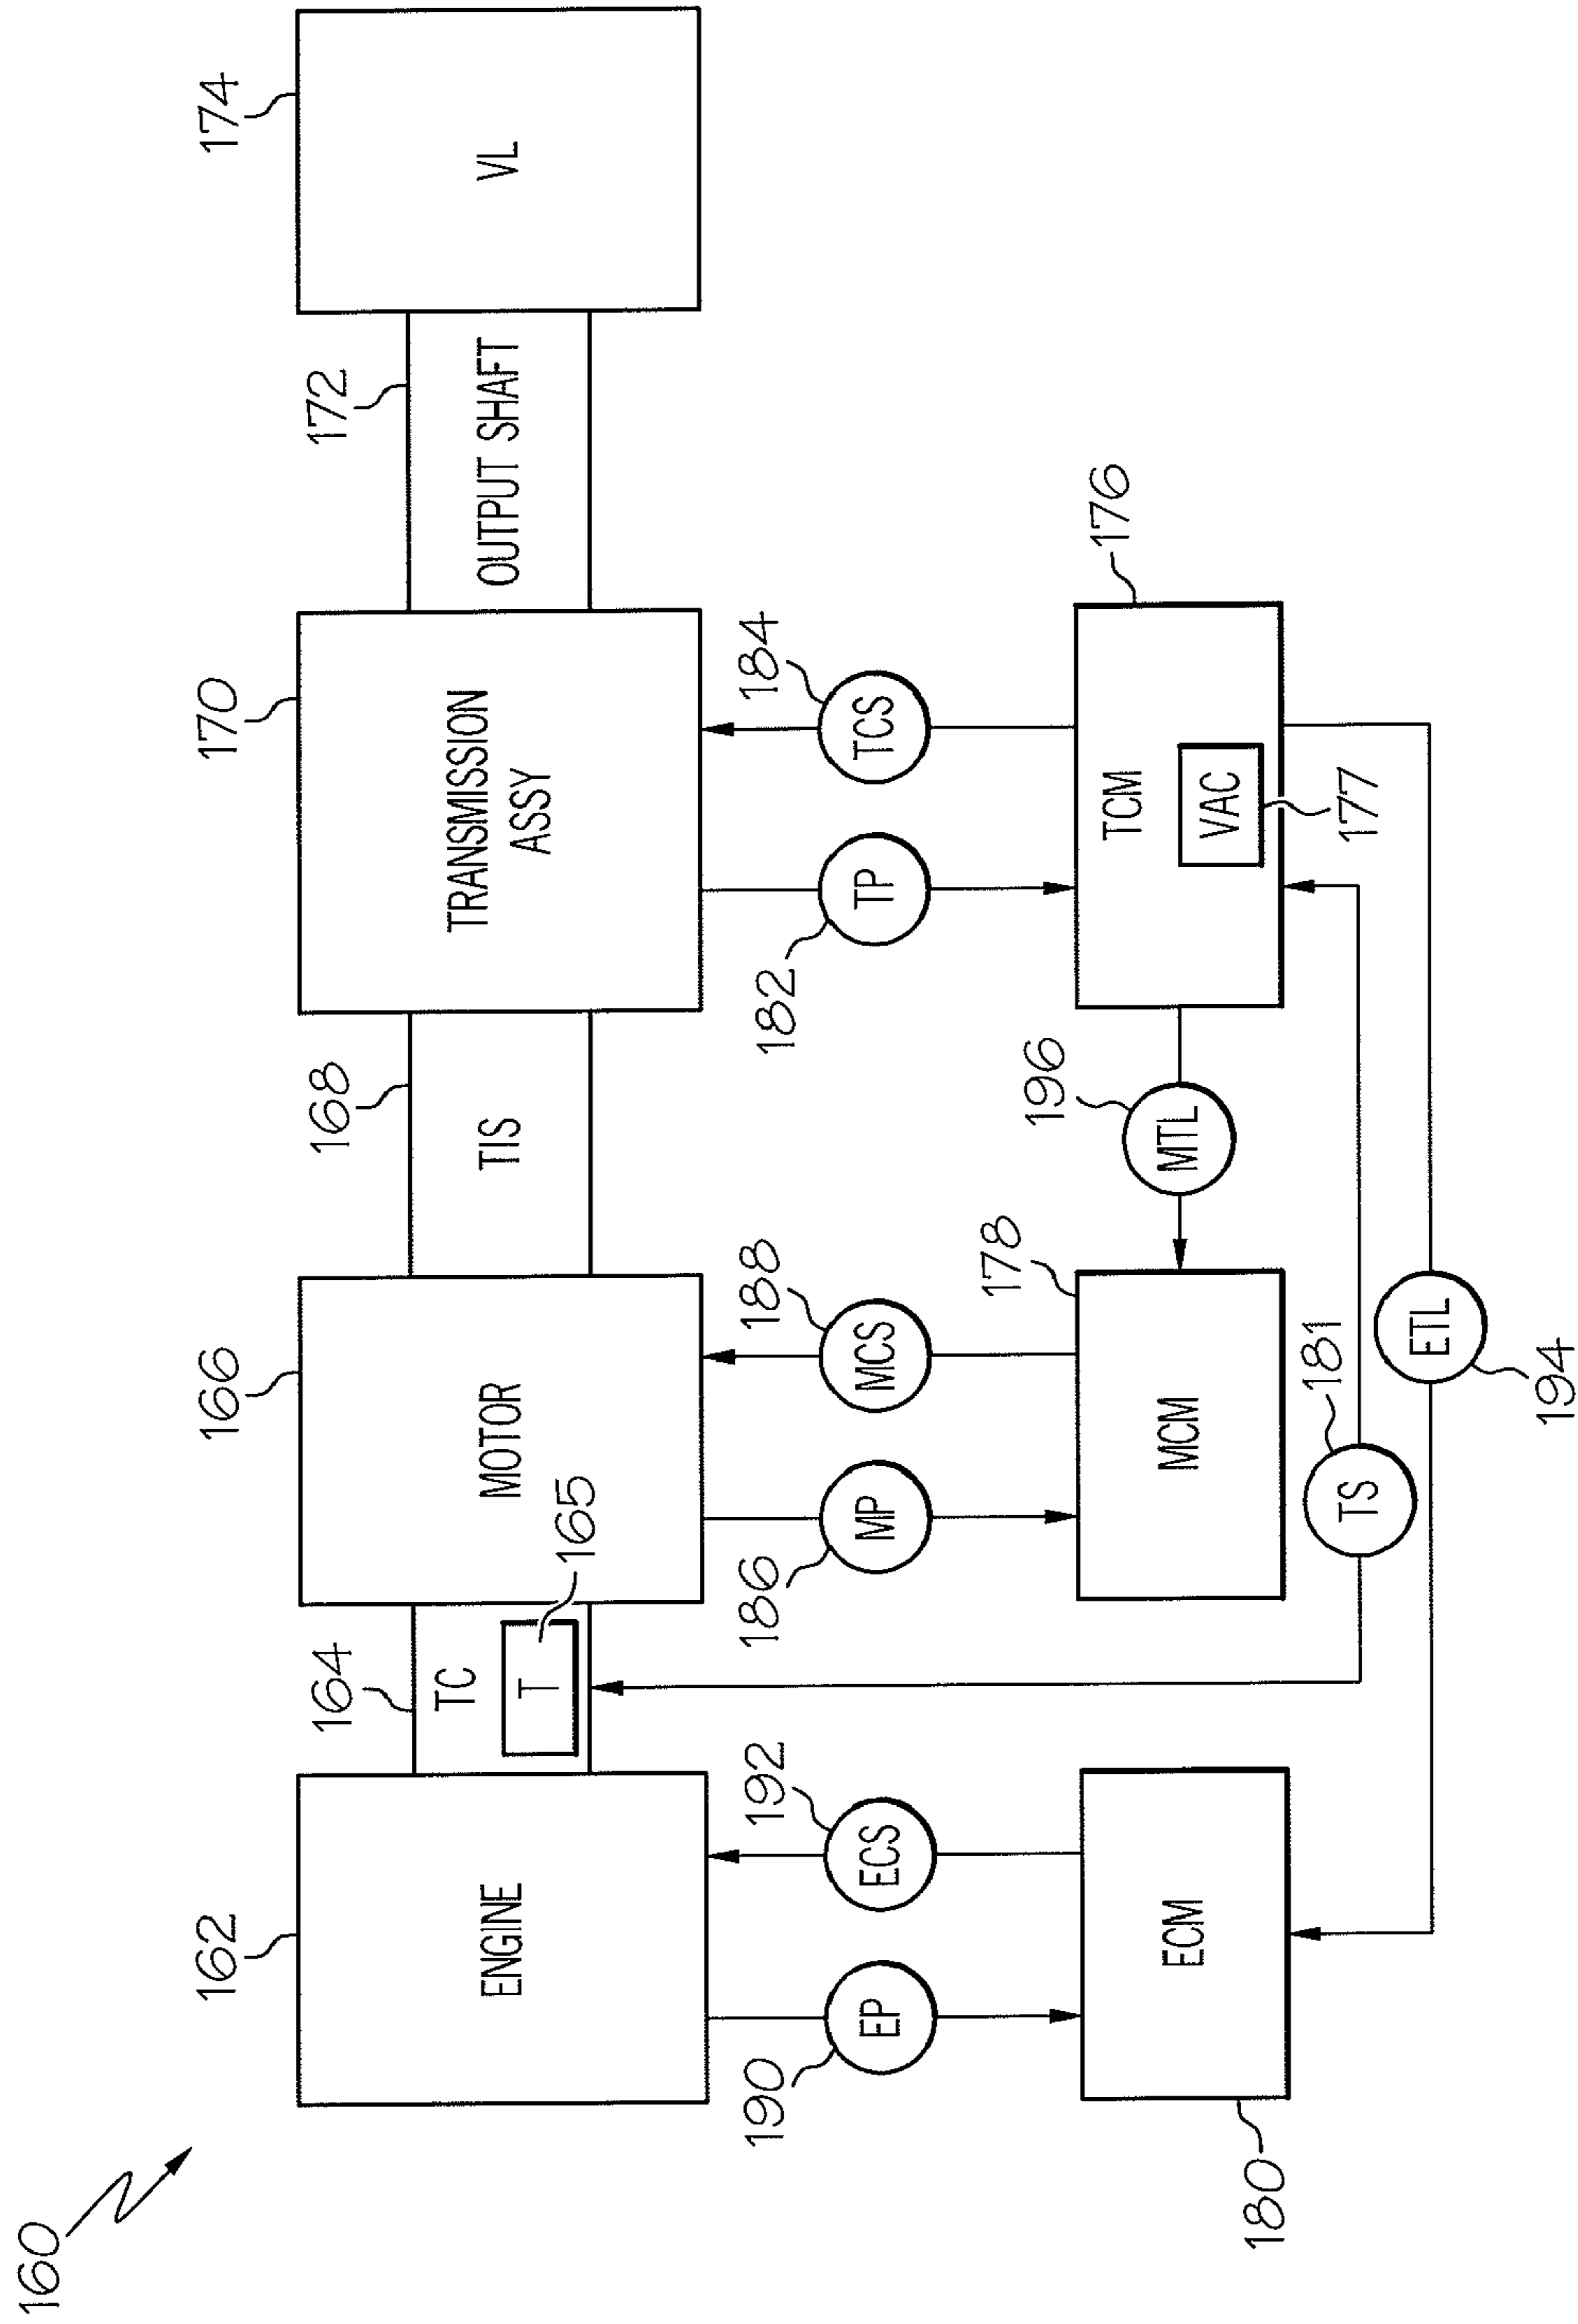 160
162
164
166
168
170
172
174
ENGINE
TC
T
165
MOTOR
TIS
TRANSMISSION
ASSY
OUTPUT SHAFT
VL
190
EP
192
ECS
186
MP
188
MCS
182
TP
184
TCS
180
ECM
178
MCM
196
MTL
176
TCM
VAC
177
181
TS
ETL
194